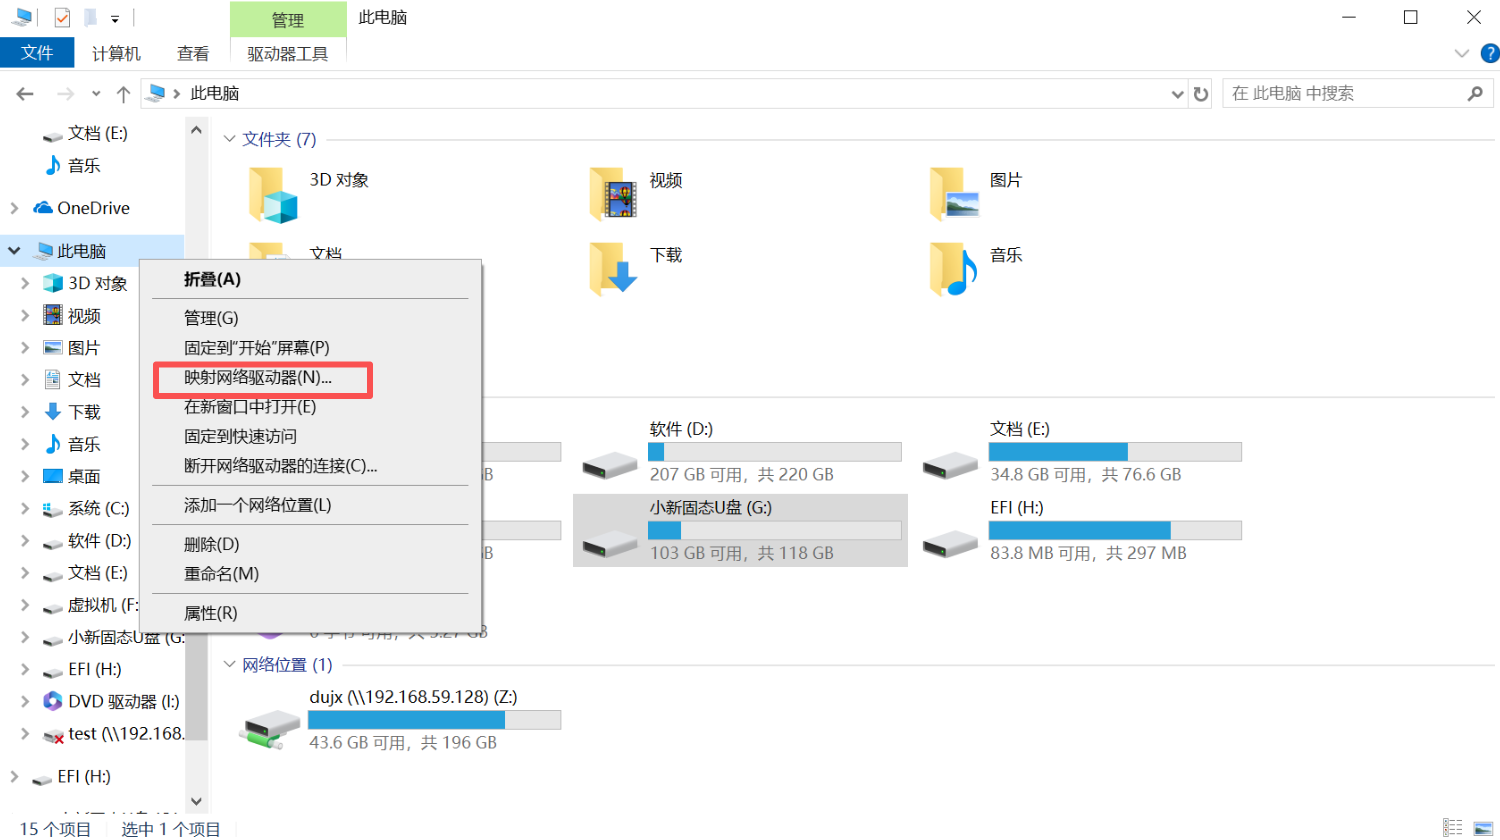 管理
此电脑
文件
计算机
查看
驱动器工具
此电脑
在 此电脑 中搜索
文档 (E:)
音乐
OneDrive
此电脑
3D 对象
视频
图片
文档
下载
音乐
桌面
系统 (C:)
软件 (D:)
文档 (E:)
虚拟机 (F:
小新固态U盘 (G:
EFI (H:)
DVD 驱动器 (I:)
test (\\192.168.
EFI (H:)
折叠(A)
管理(G)
固定到"开始"屏幕(P)
映射网络驱动器(N)...
在新窗口中打开(E)
固定到快速访问
断开网络驱动器的连接(C)...
添加一个网络位置(L)
删除(D)
重命名(M)
属性(R)
文件夹 (7)
3D 对象
视频
图片
文档
下载
音乐
软件 (D:)
207 GB 可用，共 220 GB
文档 (E:)
34.8 GB 可用，共 76.6 GB
小新固态U盘 (G:)
103 GB 可用，共 118 GB
EFI (H:)
83.8 MB 可用，共 297 MB
0 字节 可用，共 3.27 GB
网络位置 (1)
dujx (\\192.168.59.128) (Z:)
43.6 GB 可用，共 196 GB
15 个项目
选中 1 个项目